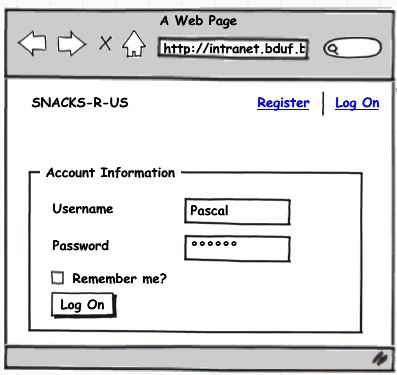 A Web Page
http://intranet.bduf.b
SNACKS-R-US
Register
Log On
Account Information
Username
Pascal
Password
Remember me?
Log On